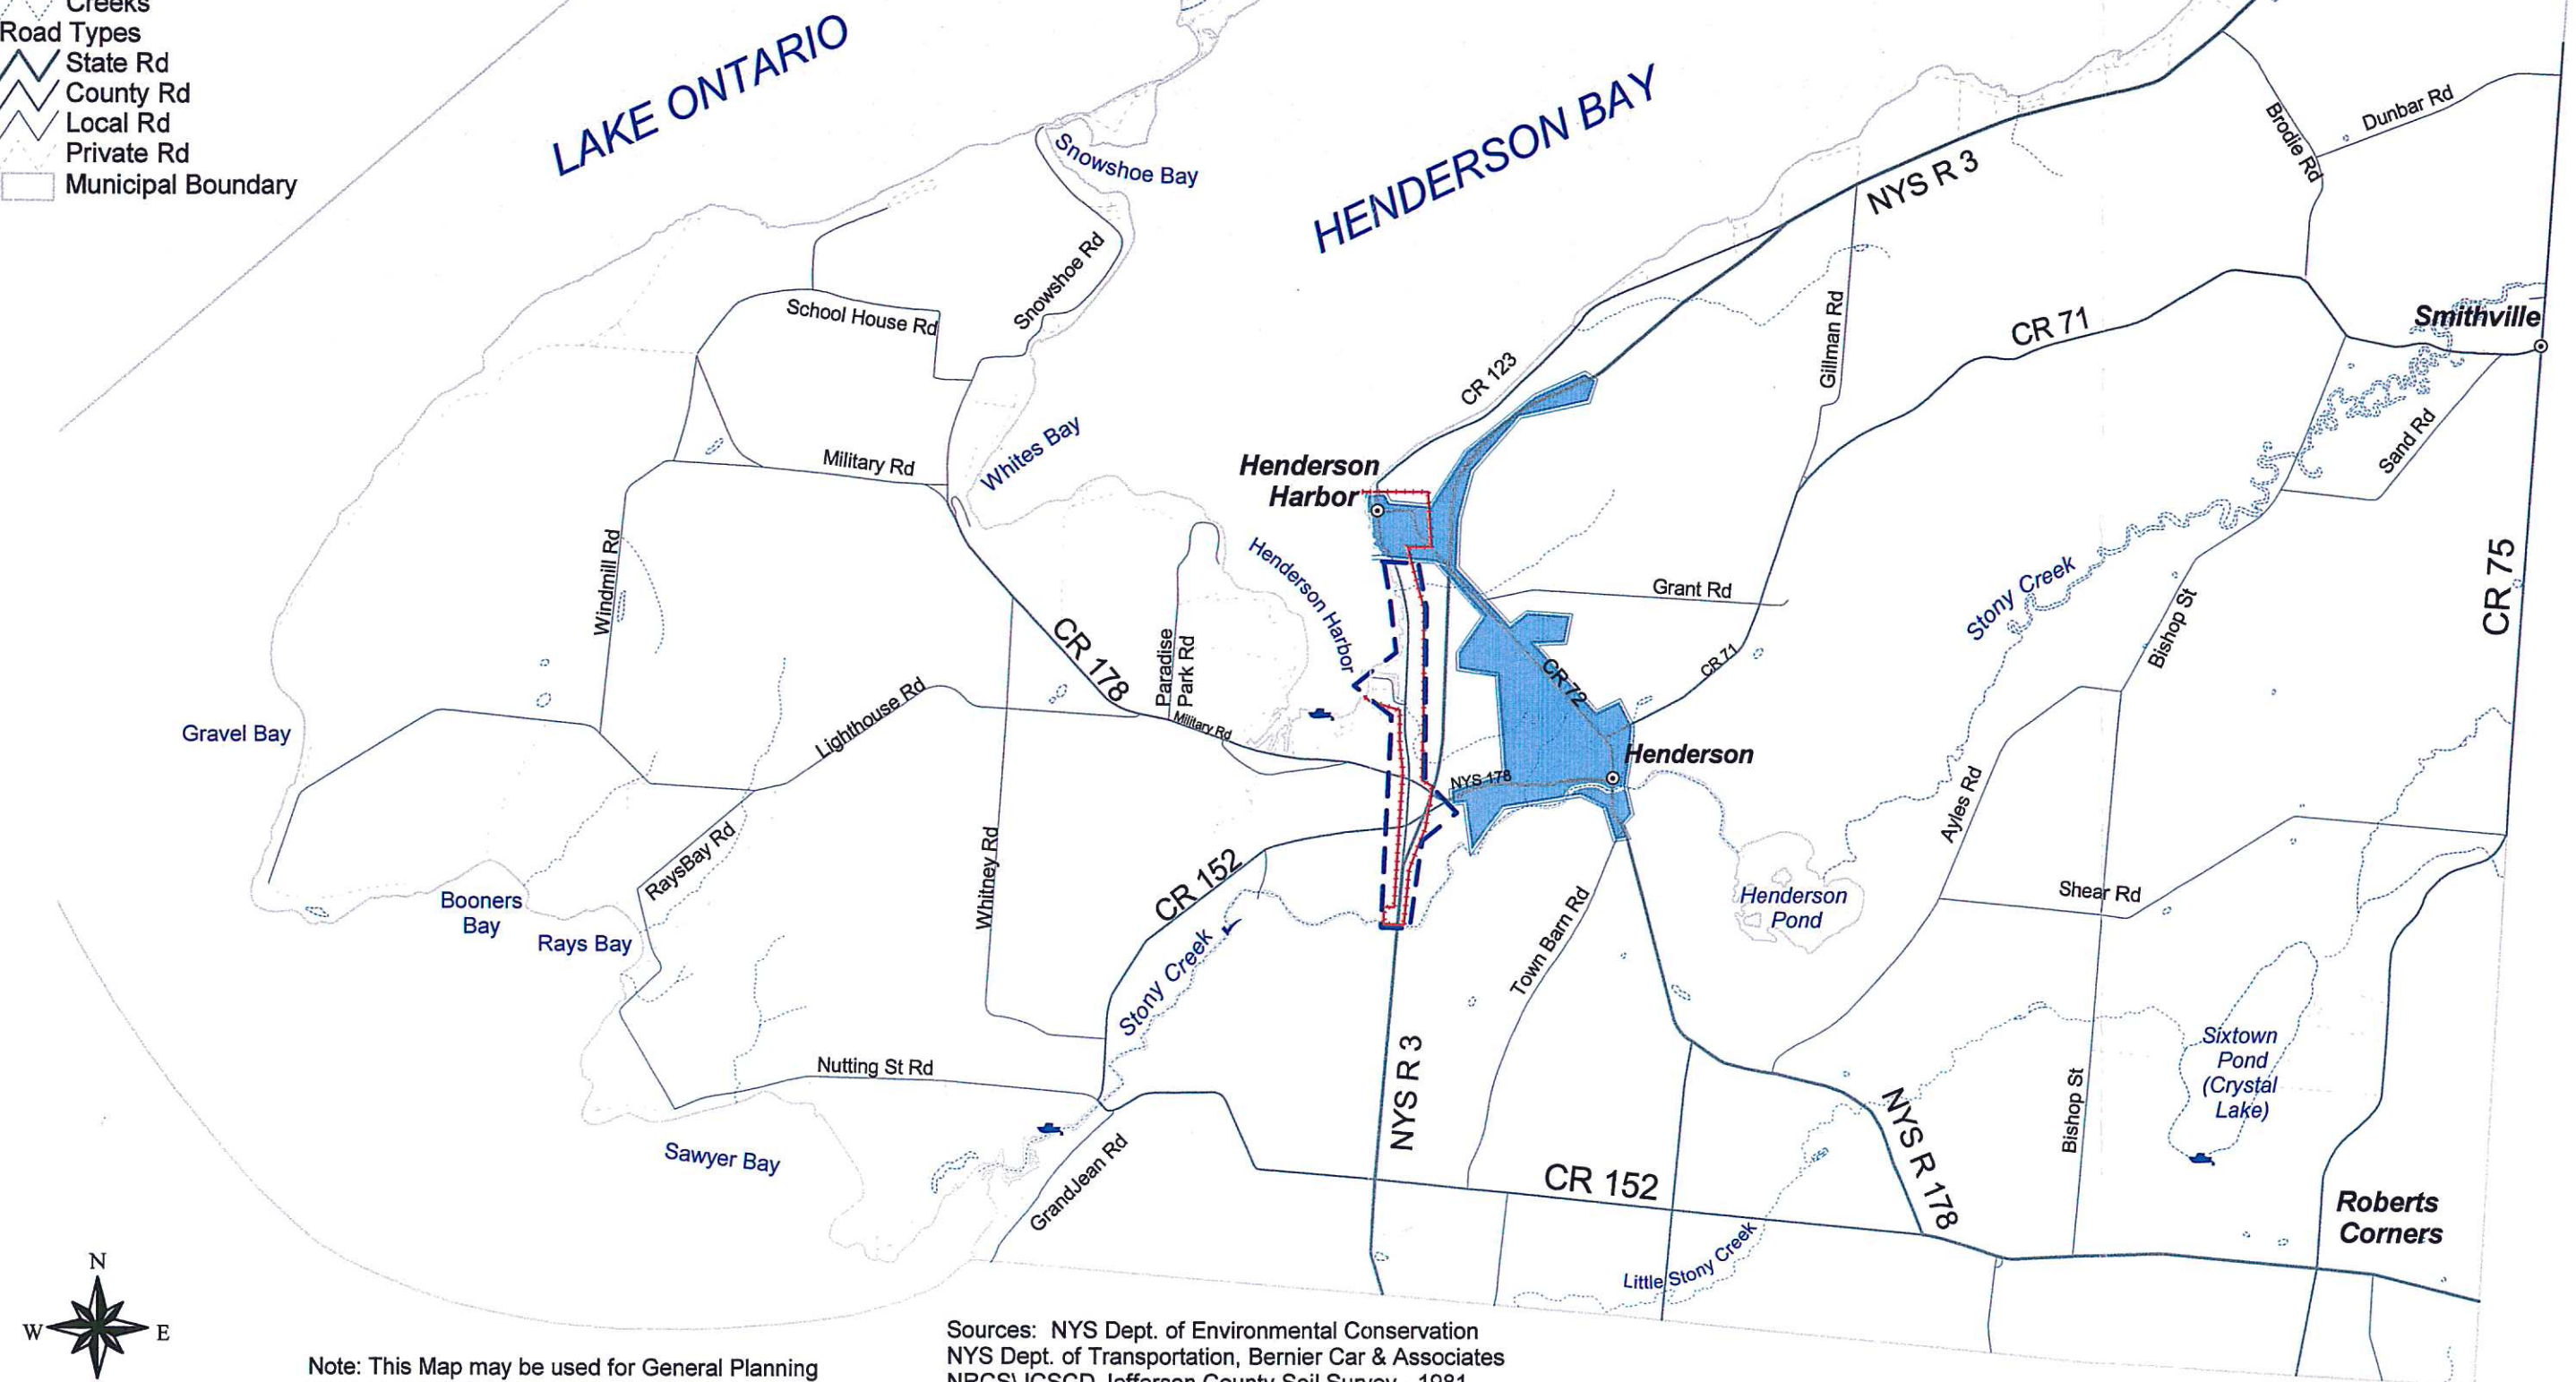 Creeks
Road Types
State Rd
County Rd
Local Rd
Private Rd
Municipal Boundary
LAKE ONTARIO
HENDERSON BAY
Snowshoe Bay
NYS R 3
Brodie Rd
Dunbar Rd
School House Rd
Snowshoe Rd
Gillman Rd
CR 71
Smithville
CR 123
Military Rd
Whites Bay
Henderson
Harbor
Sand Rd
Windmill Rd
Henderson Harbor
Grant Rd
Stony Creek
Bishop St
CR 75
CR 178
Paradise
Park Rd
CR 72
CR 71
Gravel Bay
Lighthouse Rd
Military Rd
NYS 178
Henderson
RaysBay Rd
Whitney Rd
CR 152
Ayles Rd
Booners
Bay
Rays Bay
Stony Creek
Town Barn Rd
Henderson
Pond
Shear Rd
Nutting St Rd
NYS R 3
Sixtown
Pond
(Crystal
Lake)
Sawyer Bay
GrandJean Rd
CR 152
NYS R 178
Bishop St
Roberts
Corners
Little Stony Creek
N
W
E
Note: This Map may be used for General Planning
Sources: NYS Dept. of Environmental Conservation
NYS Dept. of Transportation, Bernier Car & Associates
NRCS\JCSCD Jefferson County Soil Survey - 1981